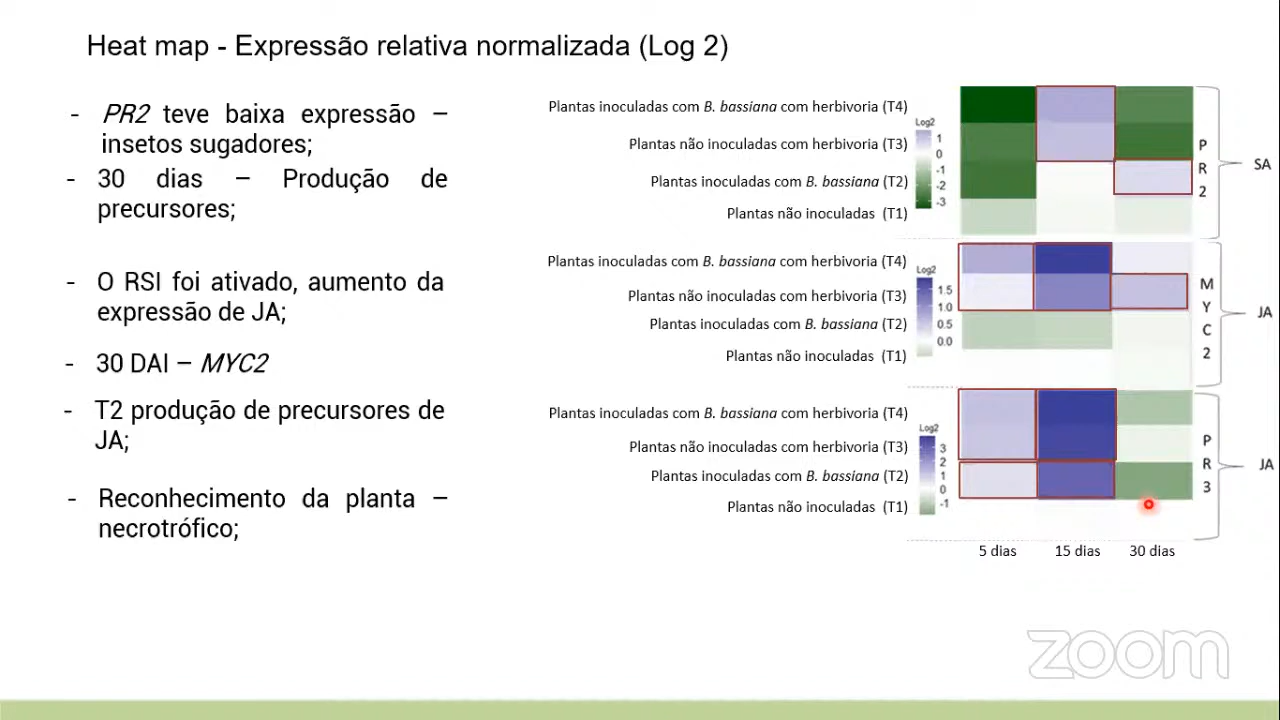 Heat map - Expressão relativa normalizada (Log 2)
- PR2 teve baixa expressão –
insetos sugadores;
- 30 dias – Produção de
precursores;
- O RSI foi ativado, aumento da
expressão de JA;
- 30 DAI – MYC2
- T2 produção de precursores de
JA;
- Reconhecimento da planta –
necrotrófico;
Plantas inoculadas com B. bassiana com herbivoria (T4)
Plantas não inoculadas com herbivoria (T3)
Plantas inoculadas com B. bassiana (T2)
Plantas não inoculadas (T1)
Log2
1
0
-1
-2
-3
P
R
2
SA
Plantas inoculadas com B. bassiana com herbivoria (T4)
Plantas não inoculadas com herbivoria (T3)
Plantas inoculadas com B. bassiana (T2)
Plantas não inoculadas (T1)
Log2
1.5
1.0
0.5
0.0
M
Y
C
2
JA
Plantas inoculadas com B. bassiana com herbivoria (T4)
Plantas não inoculadas com herbivoria (T3)
Plantas inoculadas com B. bassiana (T2)
Plantas não inoculadas (T1)
Log2
3
2
1
0
-1
P
R
3
JA
5 dias 15 dias 30 dias
zoom